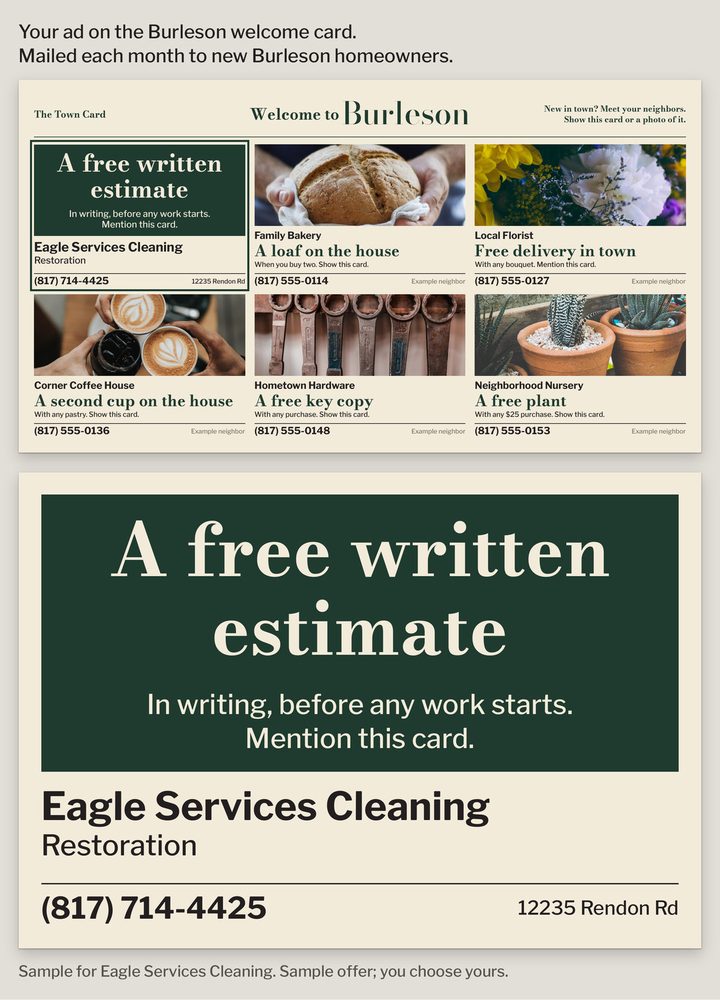 Your ad on the Burleson welcome card.
Mailed each month to new Burleson homeowners.
The Town Card
Welcome to Burleson
New in town? Meet your neighbors.
Show this card or a photo of it.
A free written
estimate
In writing, before any work starts.
Mention this card.
Eagle Services Cleaning
Restoration
(817) 714-4425
12235 Rendon Rd
Family Bakery
A loaf on the house
When you buy two. Show this card.
(817) 555-0114
Example neighbor
Local Florist
Free delivery in town
With any bouquet. Mention this card.
(817) 555-0127
Example neighbor
Corner Coffee House
A second cup on the house
With any pastry. Show this card.
(817) 555-0136
Example neighbor
Hometown Hardware
A free key copy
With any purchase. Show this card.
(817) 555-0148
Example neighbor
Neighborhood Nursery
A free plant
With any $25 purchase. Show this card.
(817) 555-0153
Example neighbor
A free written
estimate
In writing, before any work starts.
Mention this card.
Eagle Services Cleaning
Restoration
(817) 714-4425
12235 Rendon Rd
Sample for Eagle Services Cleaning. Sample offer; you choose yours.